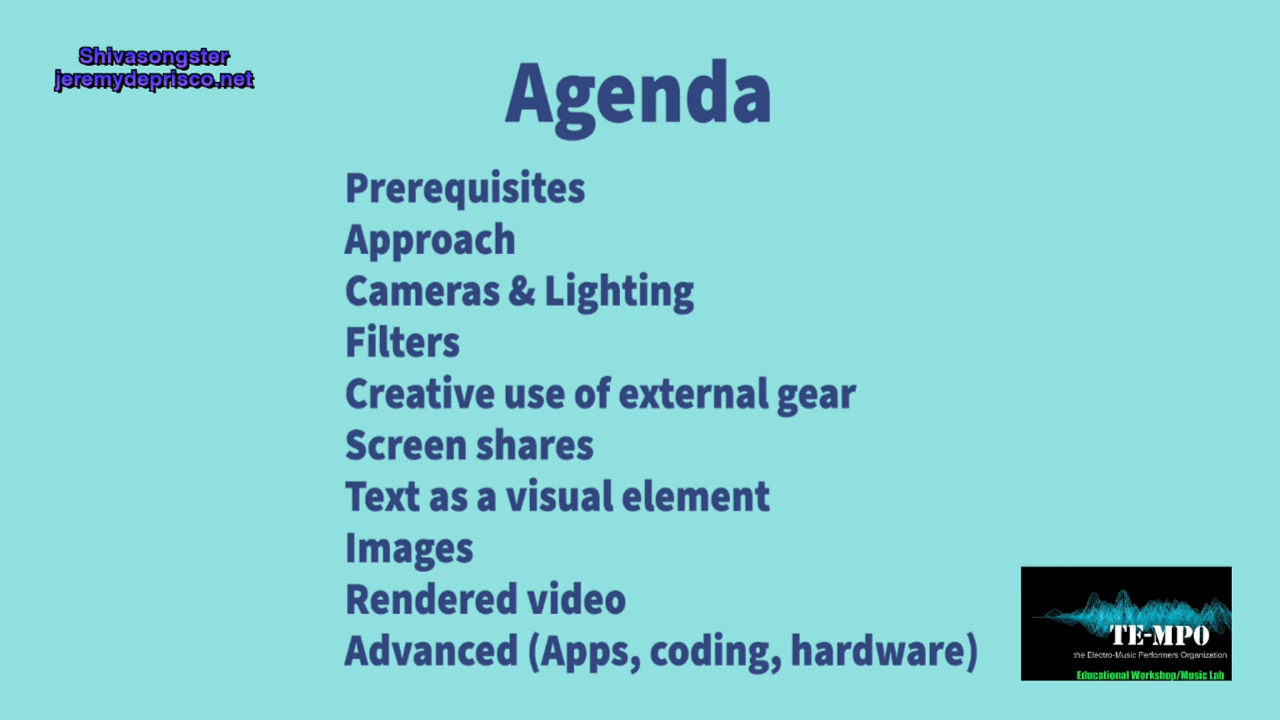 Shivasongster
jeremydeprisco.net
Agenda
Prerequisites
Approach
Cameras & Lighting
Filters
Creative use of external gear
Screen shares
Text as a visual element
Images
Rendered video
Advanced (Apps, coding, hardware)
TE-MPO
the Electro-Music Performers Organization
Educational Workshop/Music Lab